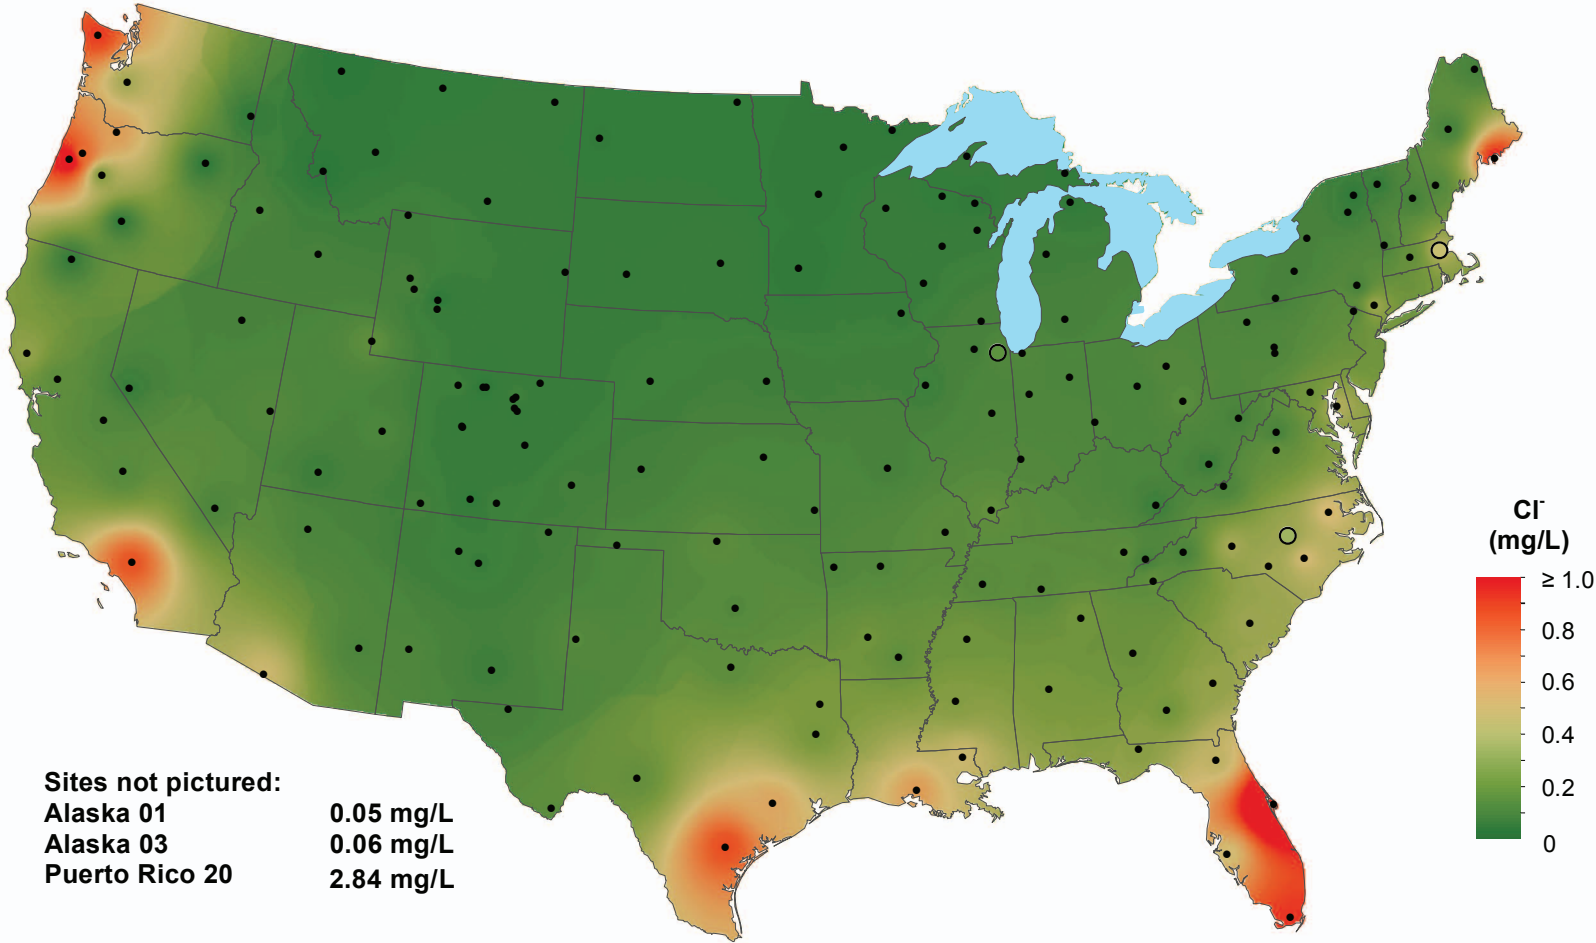 Cl-
(mg/L)
≥ 1.0
0.8
0.6
0.4
0.2
0
Sites not pictured:
Alaska 01 0.05 mg/L
Alaska 03 0.06 mg/L
Puerto Rico 20 2.84 mg/L